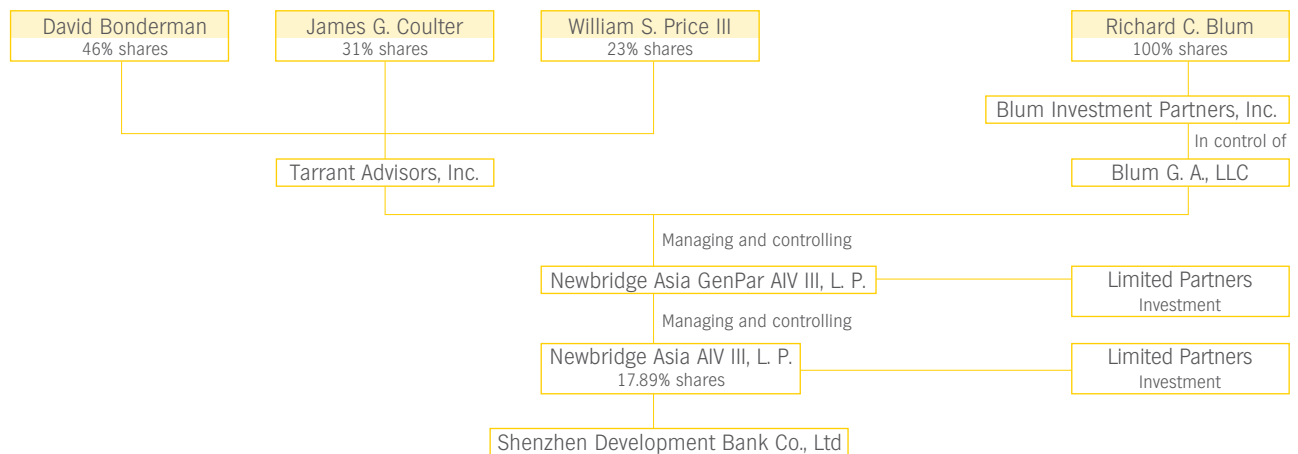 David Bonderman
46% shares
James G. Coulter
31% shares
William S. Price III
23% shares
Richard C. Blum
100% shares
Blum Investment Partners, Inc.
In control of
Tarrant Advisors, Inc.
Blum G. A., LLC
Managing and controlling
Newbridge Asia GenPar AIV III, L. P.
Limited Partners
Investment
Managing and controlling
Newbridge Asia AIV III, L. P.
17.89% shares
Limited Partners
Investment
Shenzhen Development Bank Co., Ltd